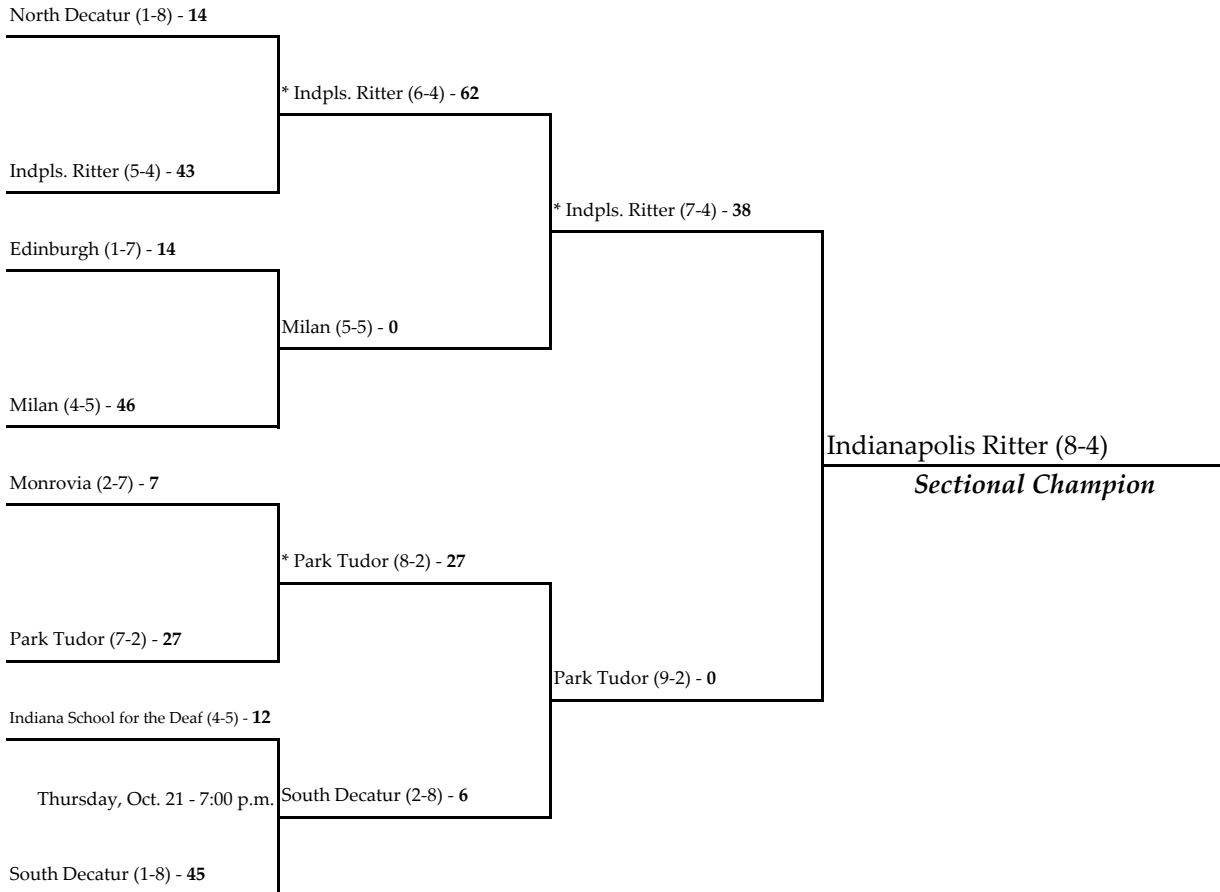 North Decatur (1-8) - 14
* Indpls. Ritter (6-4) - 62
Indpls. Ritter (5-4) - 43
* Indpls. Ritter (7-4) - 38
Edinburgh (1-7) - 14
Milan (5-5) - 0
Milan (4-5) - 46
Indianapolis Ritter (8-4)
Sectional Champion
Monrovia (2-7) - 7
* Park Tudor (8-2) - 27
Park Tudor (7-2) - 27
Park Tudor (9-2) - 0
Indiana School for the Deaf (4-5) - 12
Thursday, Oct. 21 - 7:00 p.m.
South Decatur (2-8) - 6
South Decatur (1-8) - 45